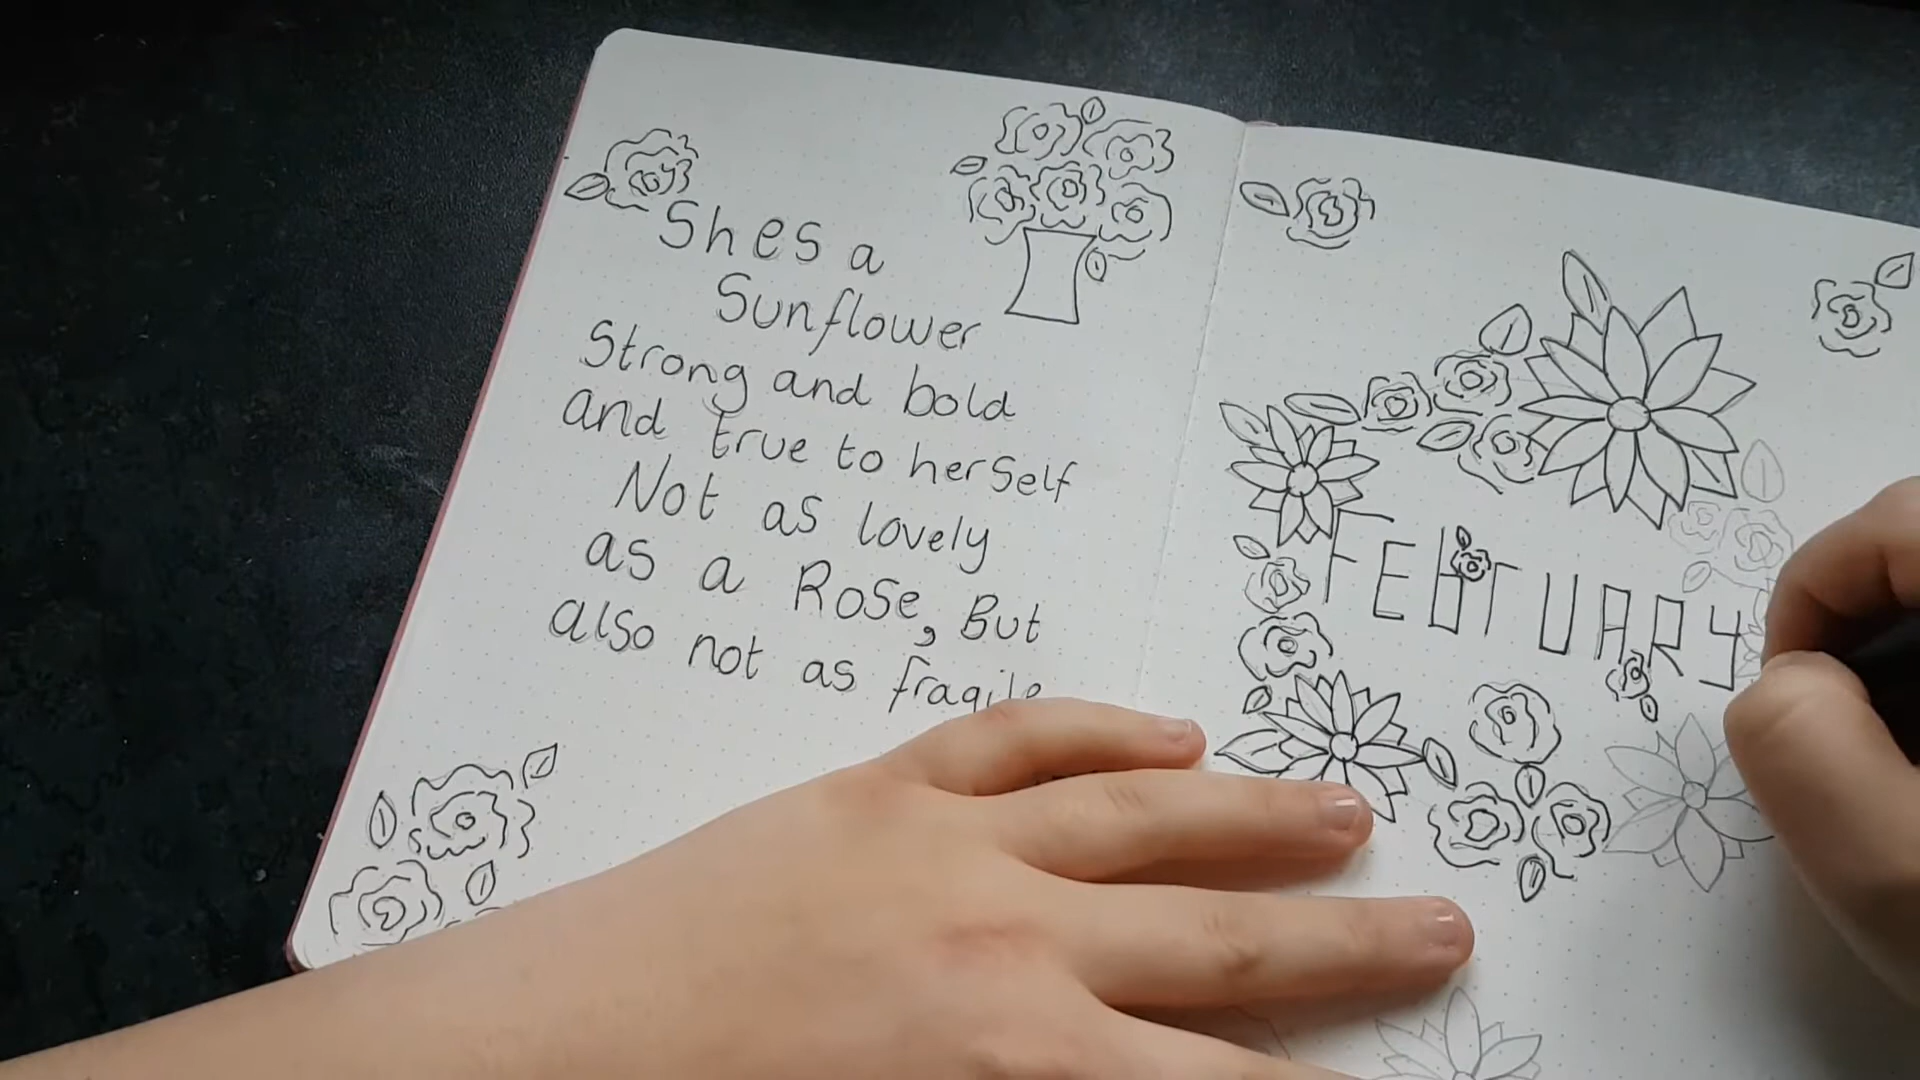 Shes a
Sunflower
Strong and bold
and true to herself
Not as lovely
as a Rose, But
also not as fragile
FEbrUARY